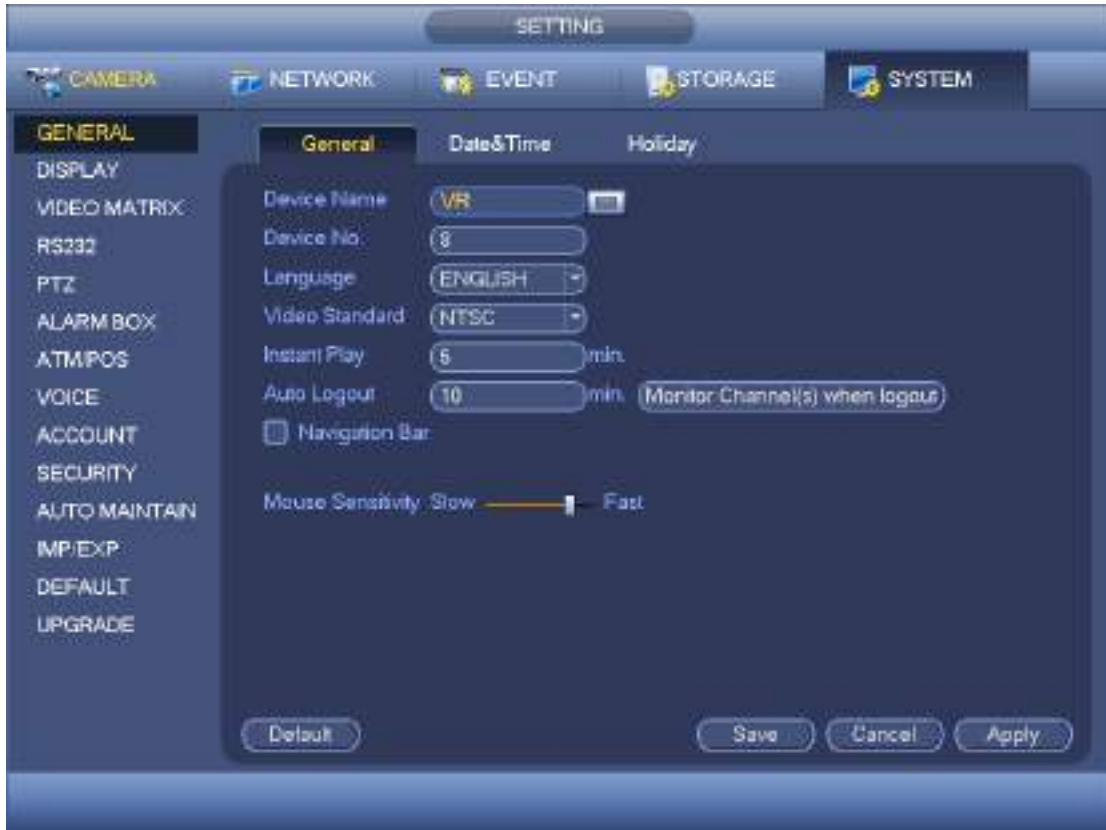 SETTING
CAMERA NETWORK EVENT STORAGE SYSTEM
GENERAL
DISPLAY
VIDEO MATRIX
RS232
PTZ
ALARM BOX
ATM/POS
VOICE
ACCOUNT
SECURITY
AUTO MAINTAIN
IMP/EXP
DEFAULT
UPGRADE
General Date&Time Holiday
Device Name VR
Device No. 8
Language ENGLISH
Video Standard NTSC
Instant Play 5 min.
Auto Logout 10 min. Monitor Channel(s) when logout
Navigation Bar
Mouse Sensitivity Slow Fast
Default Save Cancel Apply